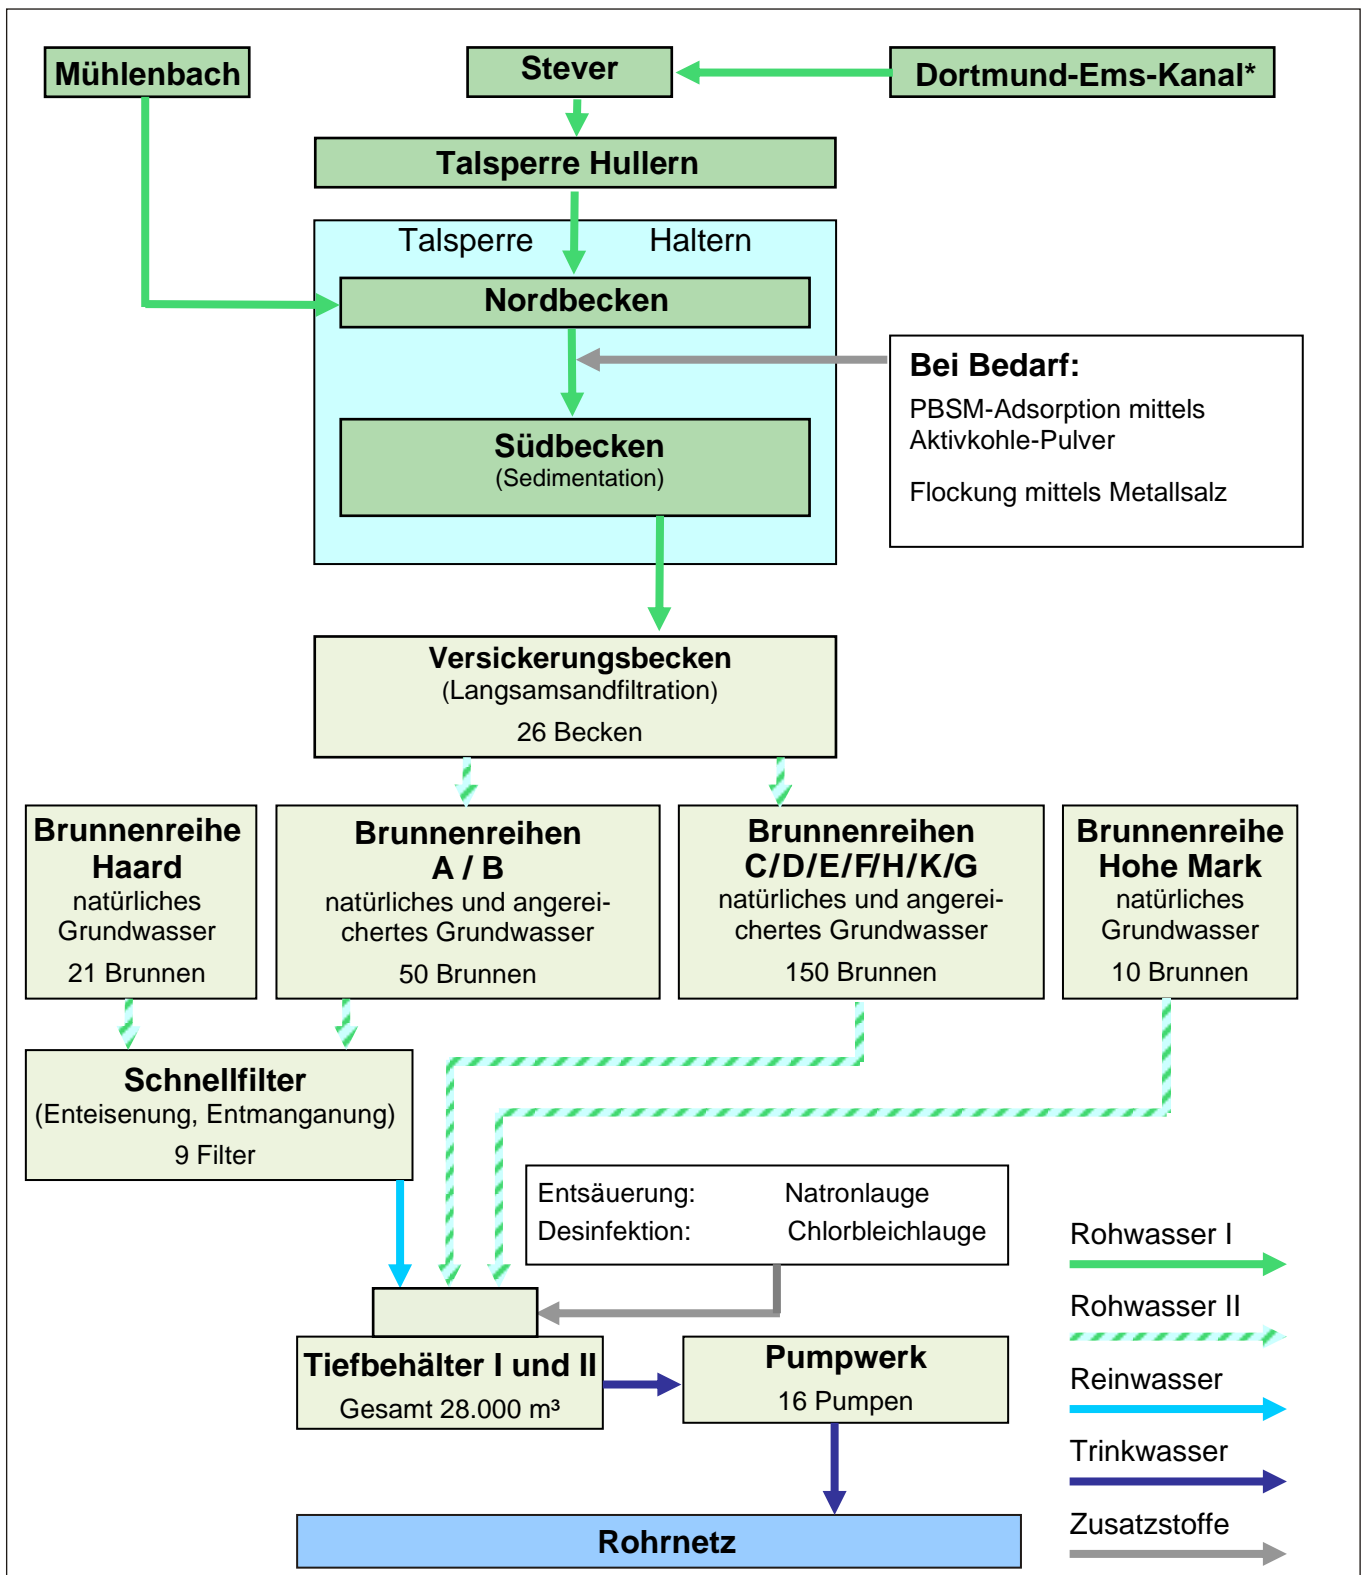 Mühlenbach
Stever
Dortmund-Ems-Kanal*
Talsperre Hullern
Talsperre Haltern
Nordbecken
Bei Bedarf:
PBSM-Adsorption mittels
Aktivkohle-Pulver
Flockung mittels Metallsalz
Südbecken
(Sedimentation)
Versickerungsbecken
(Langsamsandfiltration)
26 Becken
Brunnenreihe
Haard
natürliches
Grundwasser
21 Brunnen
Brunnenreihen
A / B
natürliches und angerei-
chertes Grundwasser
50 Brunnen
Brunnenreihen
C/D/E/F/H/K/G
natürliches und angerei-
chertes Grundwasser
150 Brunnen
Brunnenreihe
Hohe Mark
natürliches
Grundwasser
10 Brunnen
Schnellfilter
(Enteisenung, Entmanganung)
9 Filter
Entsäuerung: Natronlauge
Desinfektion: Chlorbleichlauge
Tiefbehälter I und II
Gesamt 28.000 m³
Pumpwerk
16 Pumpen
Rohrnetz
Rohwasser I
Rohwasser II
Reinwasser
Trinkwasser
Zusatzstoffe